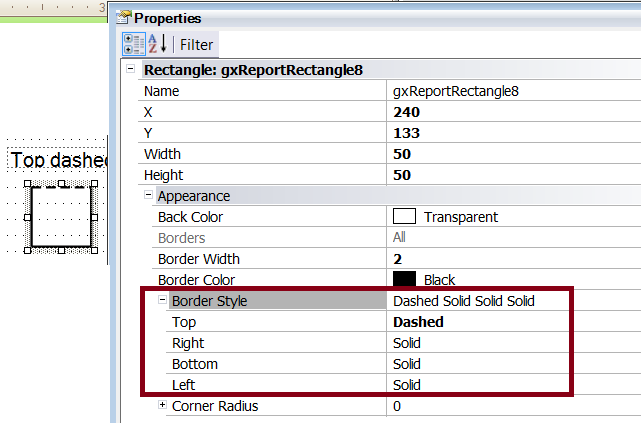 3
Properties
Filter
Rectangle: gxReportRectangle8
Name gxReportRectangle8
X 240
Y 133
Width 50
Height 50
Appearance
Back Color Transparent
Borders All
Border Width 2
Border Color Black
Border Style Dashed Solid Solid Solid
Top Dashed
Right Solid
Bottom Solid
Left Solid
Corner Radius 0
Top dashed